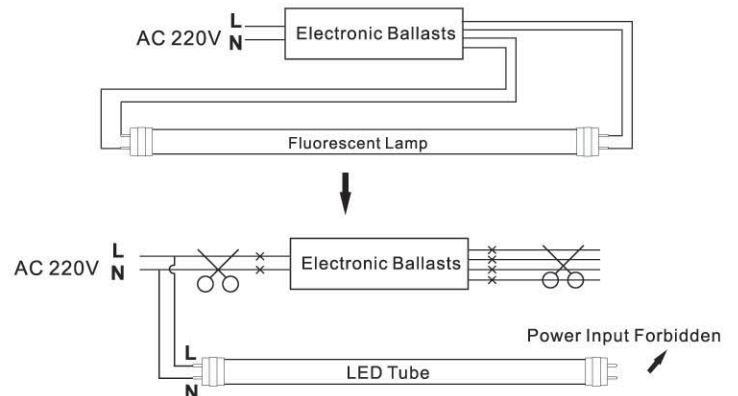 L
AC 220V
N
Electronic Ballasts
Fluorescent Lamp
L
AC 220V
N
Electronic Ballasts
Power Input Forbidden
L
LED Tube
N